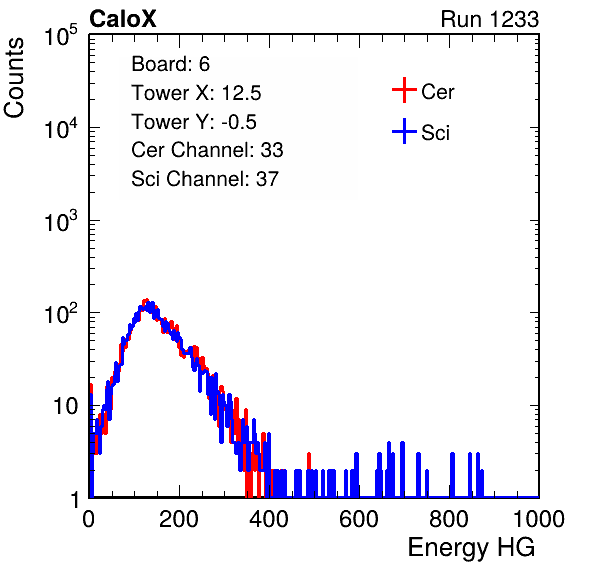 CaloX Run 1233
Counts
Board: 6
Tower X: 12.5
Tower Y: -0.5
Cer Channel: 33
Sci Channel: 37
Cer
Sci
10^5
10^4
10^3
10^2
10
1
0 200 400 600 800 1000
Energy HG